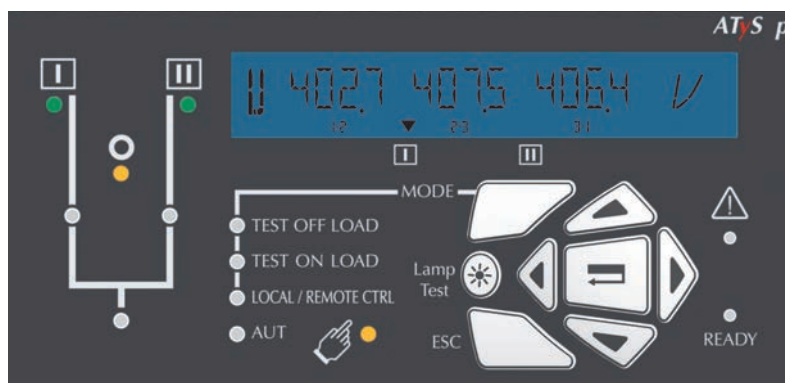 ATyS p
I II
U 402.7 407.5 406.4 V
12 23 31
I II
O
MODE
TEST OFF LOAD
TEST ON LOAD
Lamp
Test
LOCAL / REMOTE CTRL
AUT
ESC
READY